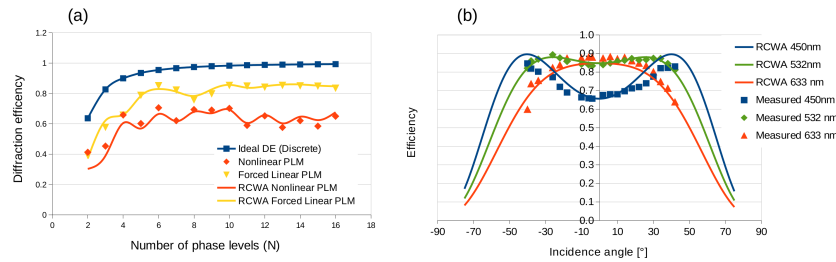 (a)
1.2
1
0.8
0.6
0.4
0.2
0
0 2 4 6 8 10 12 14 16 18
Diffraction efficency
Number of phase levels (N)
Ideal DE (Discrete)
Nonlinear PLM
Forced Linear PLM
RCWA Nonlinear PLM
RCWA Forced Linear PLM
(b)
1.0
0.9
0.8
0.7
0.6
0.5
0.4
0.3
0.2
0.1
0.0
-90 -70 -50 -30 -10 10 30 50 70 90
Efficiency
Incidence angle [°]
RCWA 450nm
RCWA 532nm
RCWA 633 nm
Measured 450nm
Measured 532 nm
Measured 633 nm